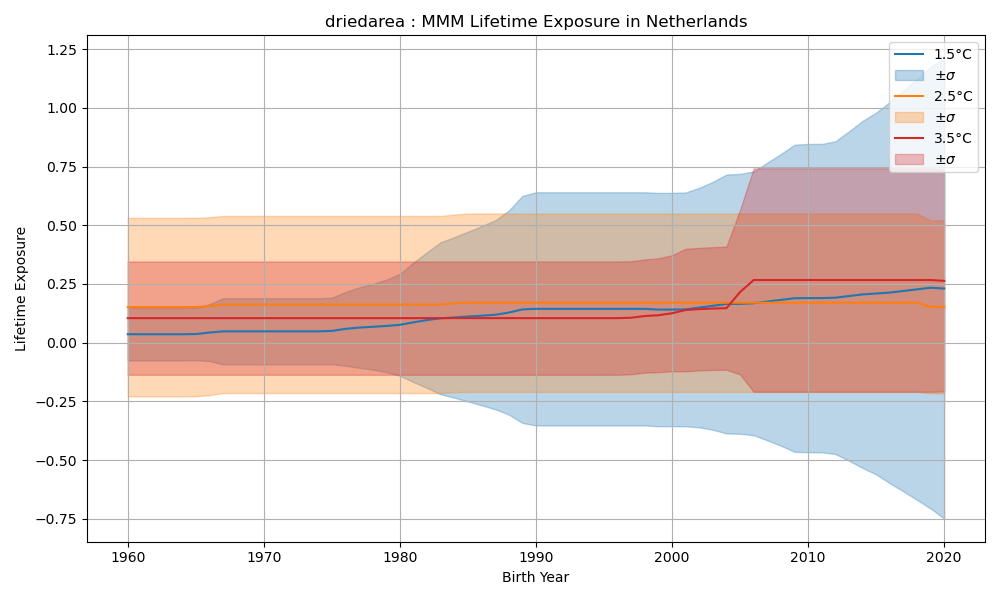 driedarea : MMM Lifetime Exposure in Netherlands
1.5°C
±σ
2.5°C
±σ
3.5°C
±σ
Lifetime Exposure
1.25
1.00
0.75
0.50
0.25
0.00
−0.25
−0.50
−0.75
1960 1970 1980 1990 2000 2010 2020
Birth Year